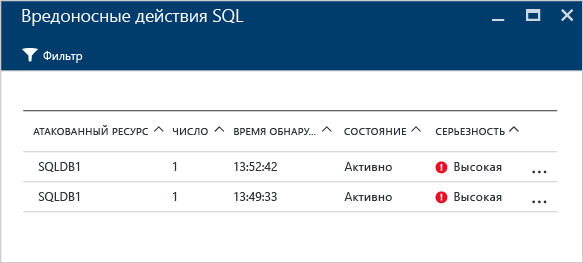 Вредоносные действия SQL
Фильтр
АТАКОВАННЫЙ РЕСУРС ЧИСЛО ВРЕМЯ ОБНАРУ... СОСТОЯНИЕ СЕРЬЕЗНОСТЬ
SQLDB1 1 13:52:42 Активно Высокая ...
SQLDB1 1 13:49:33 Активно Высокая ...